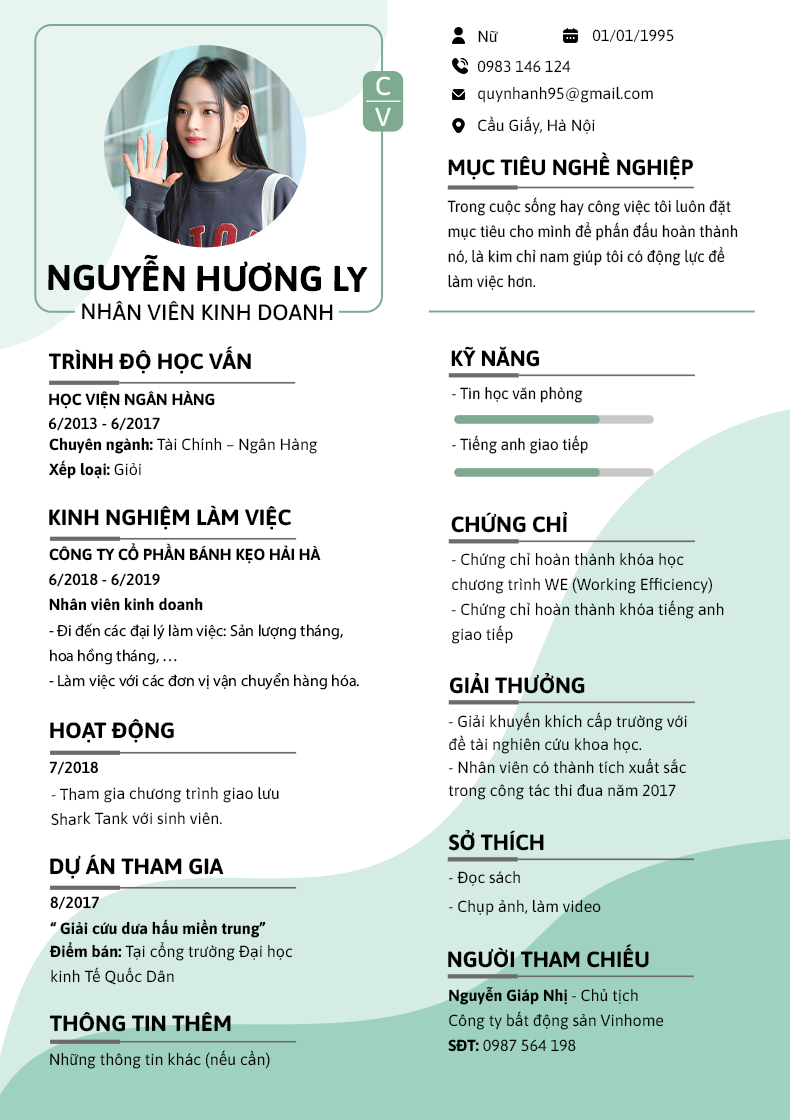 C
V
NGUYỄN HƯƠNG LY
NHÂN VIÊN KINH DOANH
Nữ
01/01/1995
0983 146 124
quynhanh95@gmail.com
Cầu Giấy, Hà Nội
MỤC TIÊU NGHỀ NGHIỆP
Trong cuộc sống hay công việc tôi luôn đặt
mục tiêu cho mình để phấn đấu hoàn thành
nó, là kim chỉ nam giúp tôi có động lực để
làm việc hơn.
TRÌNH ĐỘ HỌC VẤN
HỌC VIỆN NGÂN HÀNG
6/2013 - 6/2017
Chuyên ngành: Tài Chính – Ngân Hàng
Xếp loại: Giỏi
KINH NGHIỆM LÀM VIỆC
CÔNG TY CỔ PHẦN BÁNH KẸO HẢI HÀ
6/2018 - 6/2019
Nhân viên kinh doanh
- Đi đến các đại lý làm việc: Sản lượng tháng,
hoa hồng tháng, ...
- Làm việc với các đơn vị vận chuyển hàng hóa.
HOẠT ĐỘNG
7/2018
- Tham gia chương trình giao lưu
Shark Tank với sinh viên.
DỰ ÁN THAM GIA
8/2017
“ Giải cứu dưa hấu miền trung”
Điểm bán: Tại cổng trường Đại học
kinh Tế Quốc Dân
THÔNG TIN THÊM
Những thông tin khác (nếu cần)
KỸ NĂNG
- Tin học văn phòng
- Tiếng anh giao tiếp
CHỨNG CHỈ
- Chứng chỉ hoàn thành khóa học
chương trình WE (Working Efficiency)
- Chứng chỉ hoàn thành khóa tiếng anh
giao tiếp
GIẢI THƯỞNG
- Giải khuyến khích cấp trường với
đề tài nghiên cứu khoa học.
- Nhân viên có thành tích xuất sắc
trong công tác thi đua năm 2017
SỞ THÍCH
- Đọc sách
- Chụp ảnh, làm video
NGƯỜI THAM CHIẾU
Nguyễn Giáp Nhị - Chủ tịch
Công ty bất động sản Vinhome
SĐT: 0987 564 198